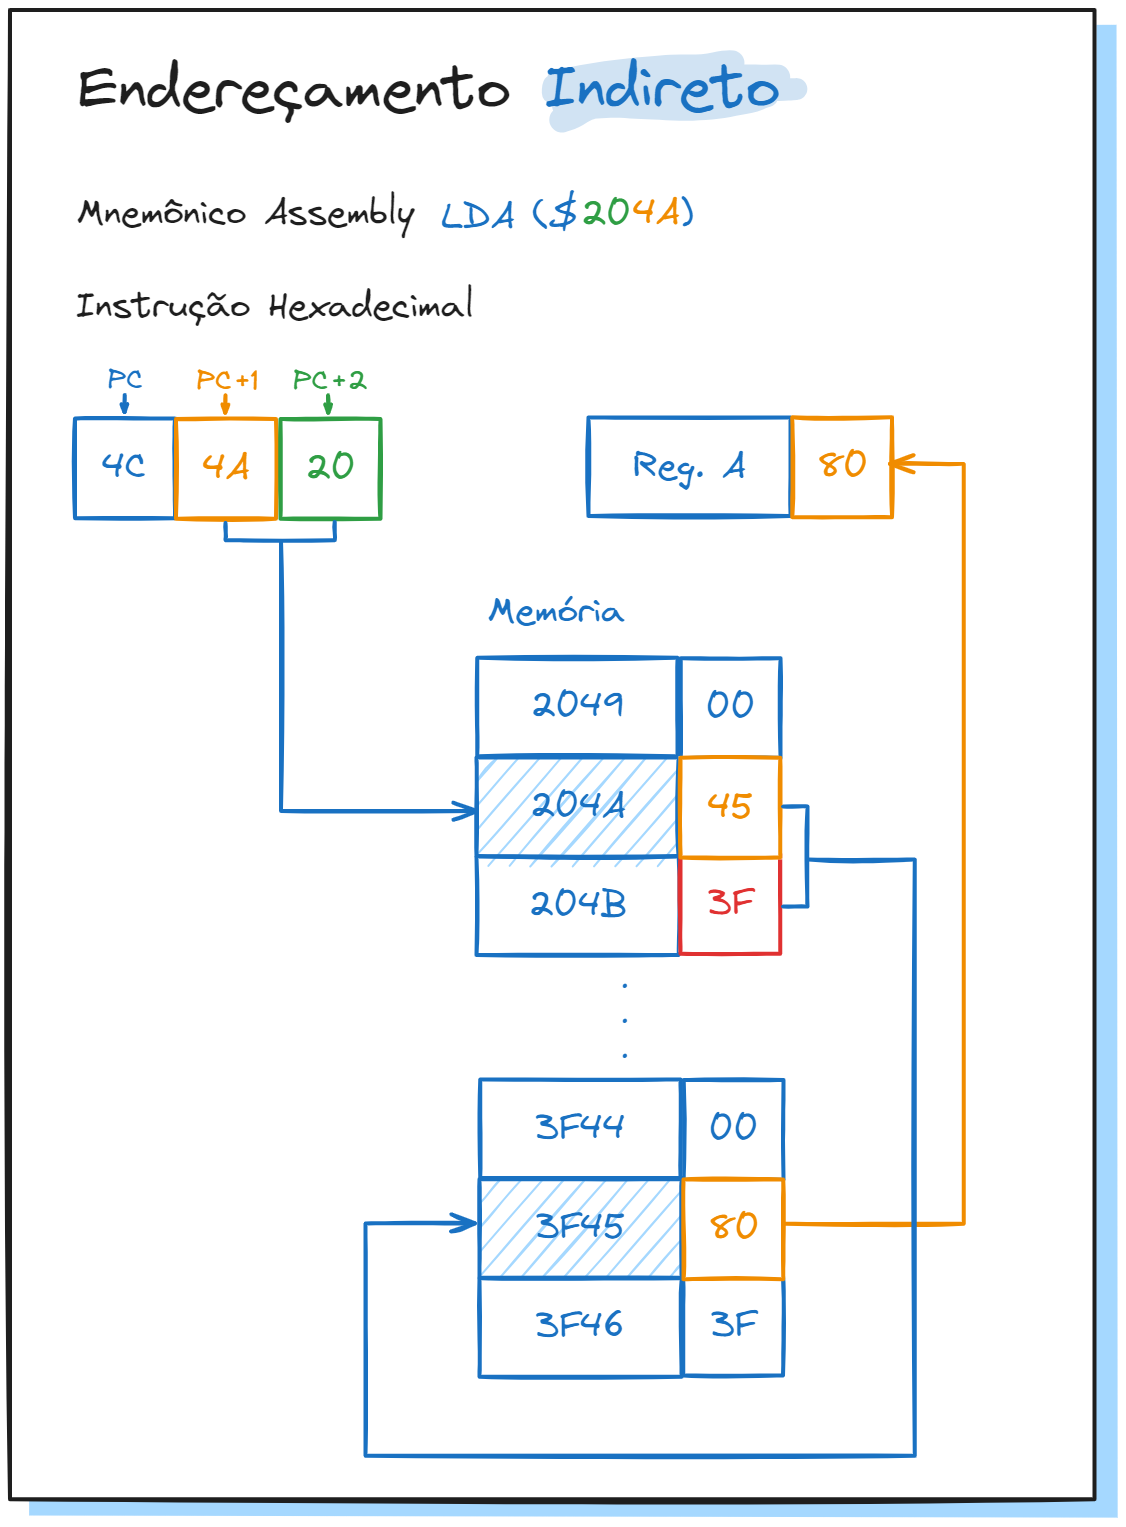 Endereçamento Indireto
Mnemônico Assembly LDA ($204A)
Instrução Hexadecimal
PC PC+1 PC+2
4C 4A 20
Reg. A 80
Memória
2049 00
204A 45
204B 3F
.
.
.
3F44 00
3F45 80
3F46 3F